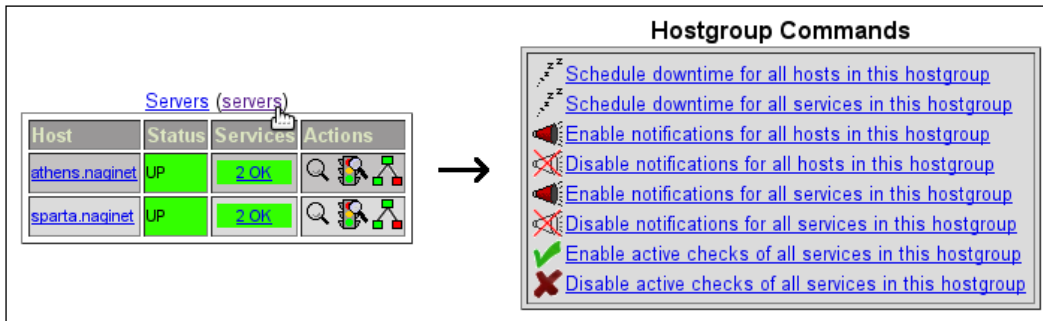 Servers (servers)
Host Status Services Actions
athens.naginet UP 2 OK
sparta.naginet UP 2 OK
Hostgroup Commands
Schedule downtime for all hosts in this hostgroup
Schedule downtime for all services in this hostgroup
Enable notifications for all hosts in this hostgroup
Disable notifications for all hosts in this hostgroup
Enable notifications for all services in this hostgroup
Disable notifications for all services in this hostgroup
Enable active checks of all services in this hostgroup
Disable active checks of all services in this hostgroup